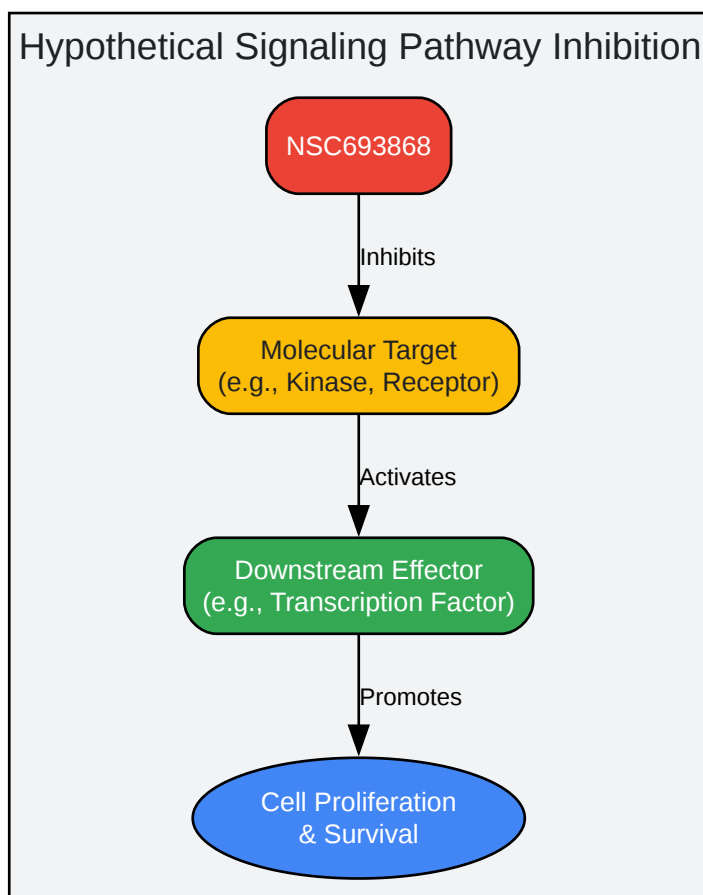 Hypothetical Signaling Pathway Inhibition
NSC693868
Inhibits
Molecular Target
(e.g., Kinase, Receptor)
Activates
Downstream Effector
(e.g., Transcription Factor)
Promotes
Cell Proliferation
& Survival